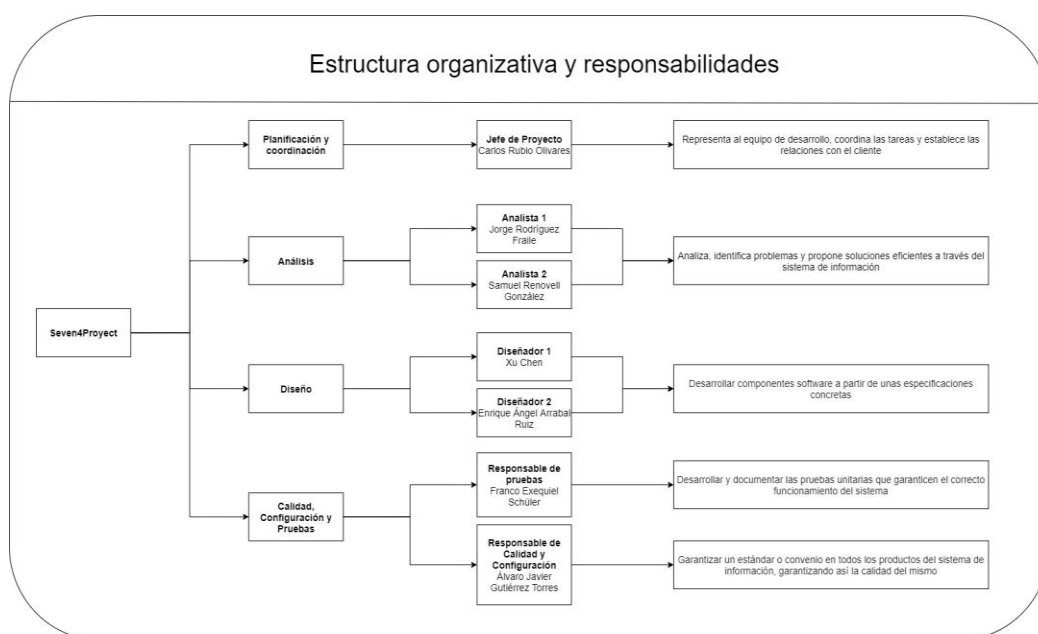 Estructura organizativa y responsabilidades
Planificación y
coordinación
Jefe de Proyecto
Carlos Rubio Olivares
Representa al equipo de desarrollo, coordina las tareas y establece las
relaciones con el cliente
Análisis
Analista 1
Jorge Rodríguez
Fraile
Analista 2
Samuel Renovell
González
Analiza, identifica problemas y propone soluciones eficientes a través del
sistema de información
Seven4Proyect
Diseño
Diseñador 1
Xu Chen
Diseñador 2
Enrique Ángel Arrabal
Ruiz
Desarrollar componentes software a partir de unas especificaciones
concretas
Calidad,
Configuración y
Pruebas
Responsable de
pruebas
Franco Exequiel
Schüler
Desarrollar y documentar las pruebas unitarias que garanticen el correcto
funcionamiento del sistema
Responsable de
Calidad y
Configuración
Álvaro Javier
Gutiérrez Torres
Garantizar un estándar o convenio en todos los productos del sistema de
información, garantizando así la calidad del mismo